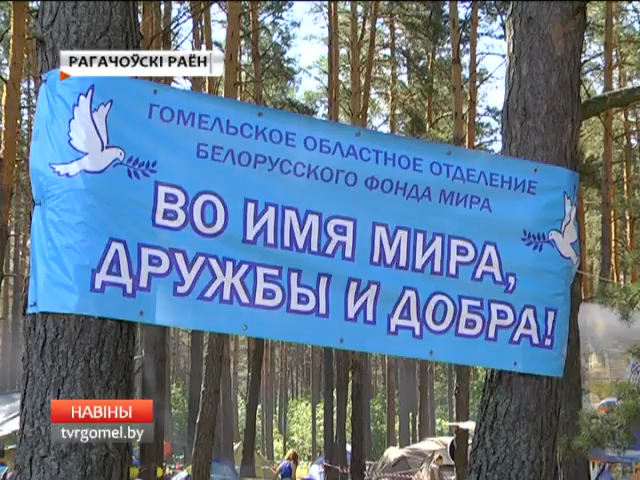 РАГАЧОЎСКІ РАЁН
ГОМЕЛЬСКОЕ ОБЛАСТНОЕ ОТДЕЛЕНИЕ
БЕЛОРУССКОГО ФОНДА МИРА
ВО ИМЯ МИРА,
ДРУЖБЫ И ДОБРА!
НАВІНЫ
tvrgomel.by